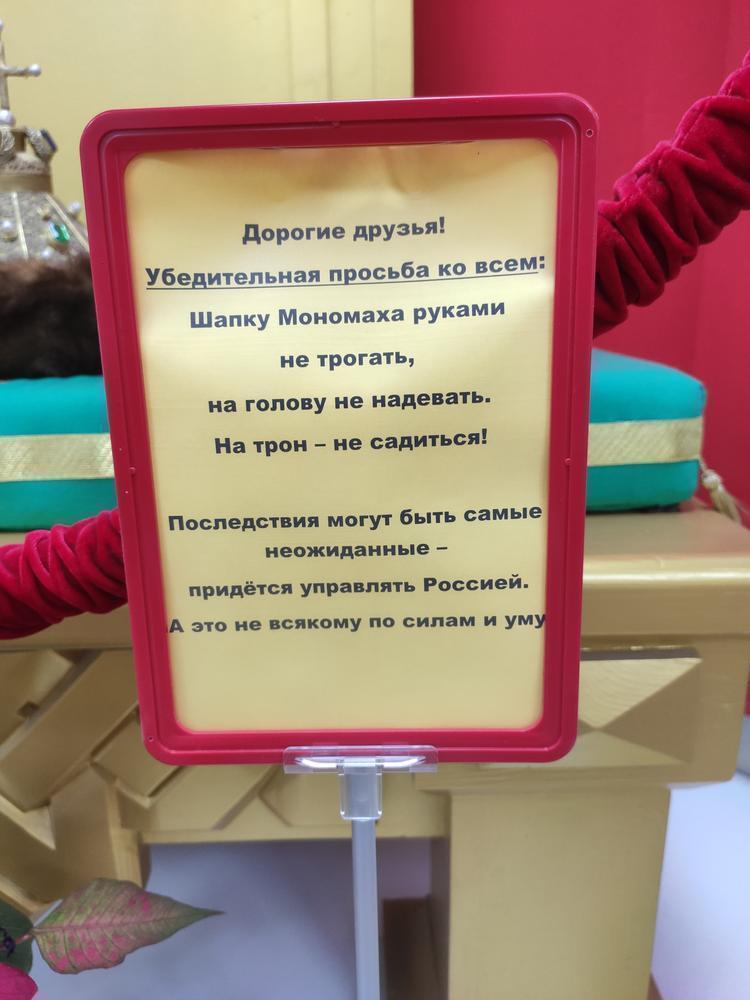 Дорогие друзья!
Убедительная просьба ко всем:
Шапку Мономаха руками
не трогать,
на голову не надевать.
На трон – не садиться!
Последствия могут быть самые
неожиданные –
придётся управлять Россией.
А это не всякому по силам и уму